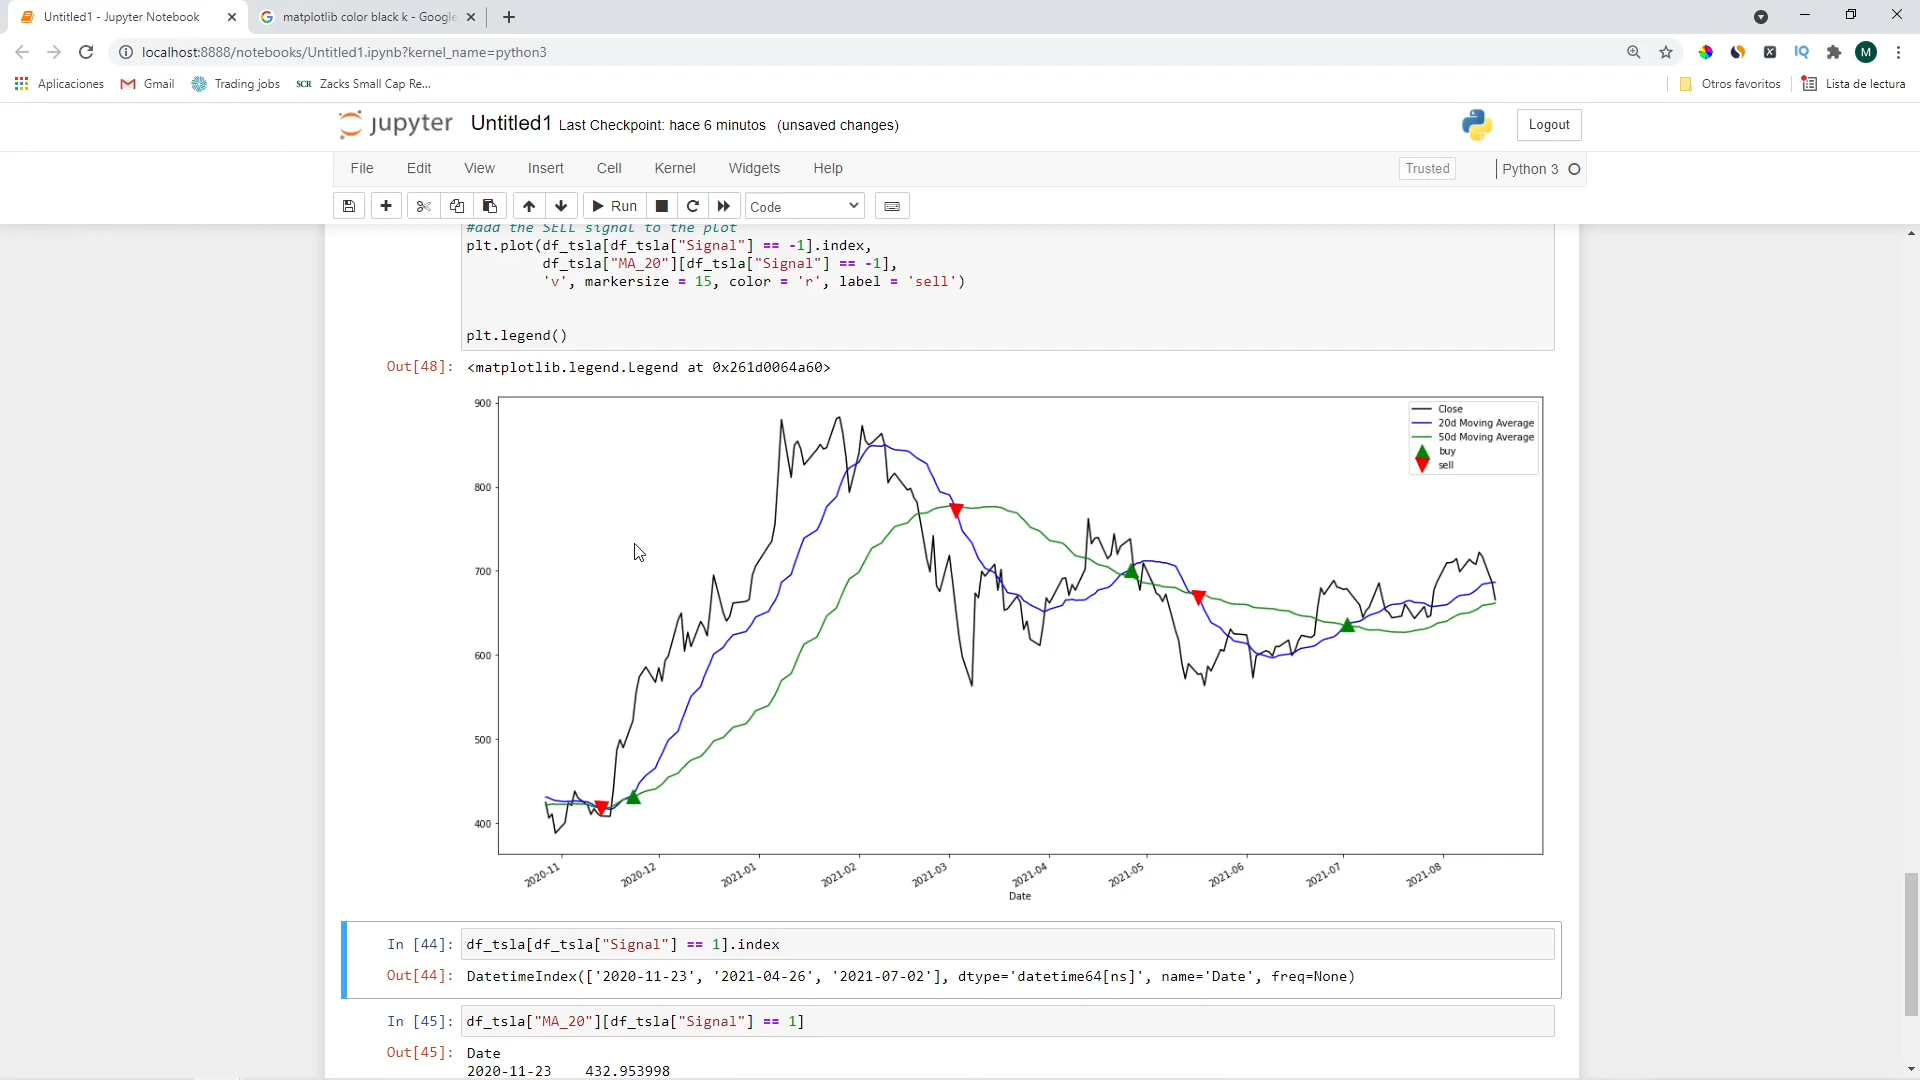 Untitled1 - Jupyter Notebook
matplotlib color black k - Google
localhost:8888/notebooks/Untitled1.ipynb?kernel_name=python3
M
Aplicaciones
Gmail
Trading jobs
SCR Zacks Small Cap Re...
Otros favoritos
Lista de lectura
jupyter Untitled1 Last Checkpoint: hace 6 minutos (unsaved changes)
Logout
File Edit View Insert Cell Kernel Widgets Help
Trusted
Python 3
Run
Code
#add the SELL signal to the plot
plt.plot(df_tsla[df_tsla["Signal"] == -1].index,
df_tsla["MA_20"][df_tsla["Signal"] == -1],
'v', markersize = 15, color = 'r', label = 'sell')
plt.legend()
Out[48]: <matplotlib.legend.Legend at 0x261d0064a60>
Close
20d Moving Average
50d Moving Average
buy
sell
900
800
700
600
500
400
2020-11 2020-12 2021-01 2021-02 2021-03 2021-04 2021-05 2021-06 2021-07 2021-08
Date
In [44]: df_tsla[df_tsla["Signal"] == 1].index
Out[44]: DatetimeIndex(['2020-11-23', '2021-04-26', '2021-07-02'], dtype='datetime64[ns]', name='Date', freq=None)
In [45]: df_tsla["MA_20"][df_tsla["Signal"] == 1]
Out[45]: Date
2020-11-23 432.953998